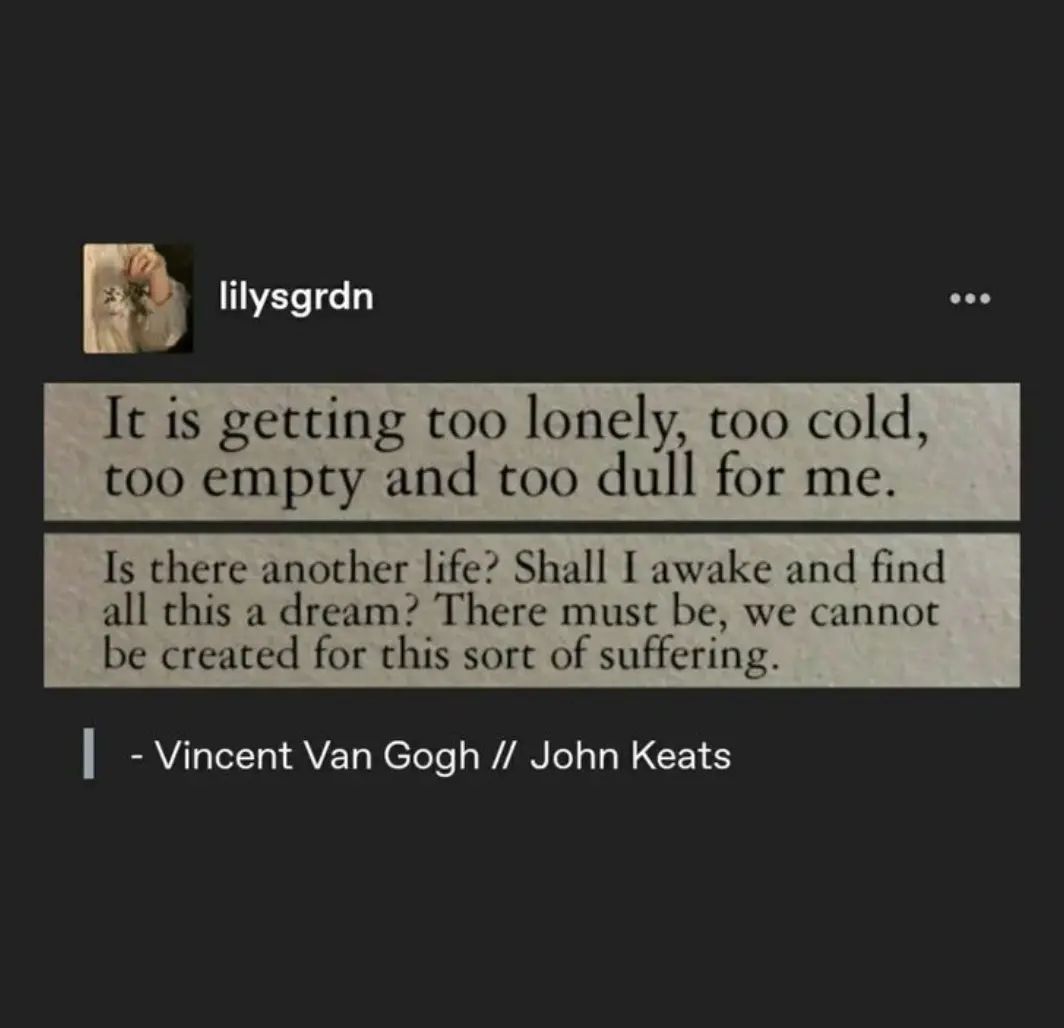 lilysgrdn
It is getting too lonely, too cold,
too empty and too dull for me.
Is there another life? Shall I awake and find
all this a dream? There must be, we cannot
be created for this sort of suffering.
- Vincent Van Gogh // John Keats